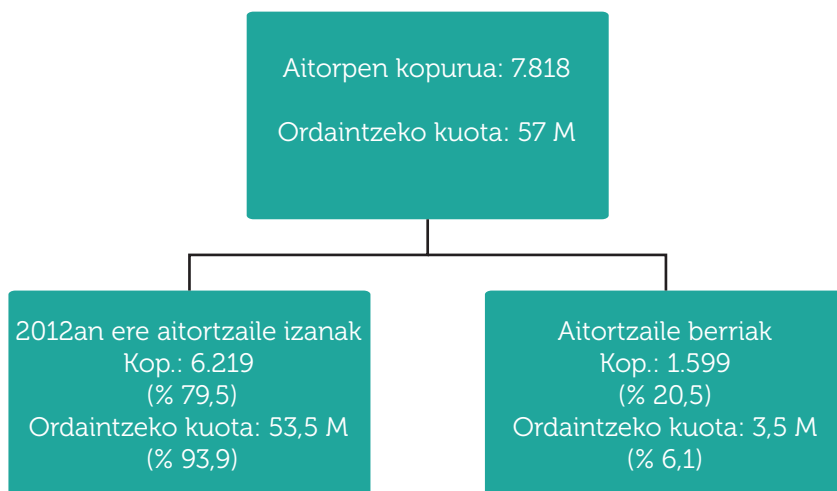 Aitorpen kopurua: 7.818
Ordaintzeko kuota: 57 M
2012an ere aitortzaile izanak
Kop.: 6.219
(% 79,5)
Ordaintzeko kuota: 53,5 M
(% 93,9)
Aitortzaile berriak
Kop.: 1.599
(% 20,5)
Ordaintzeko kuota: 3,5 M
(% 6,1)